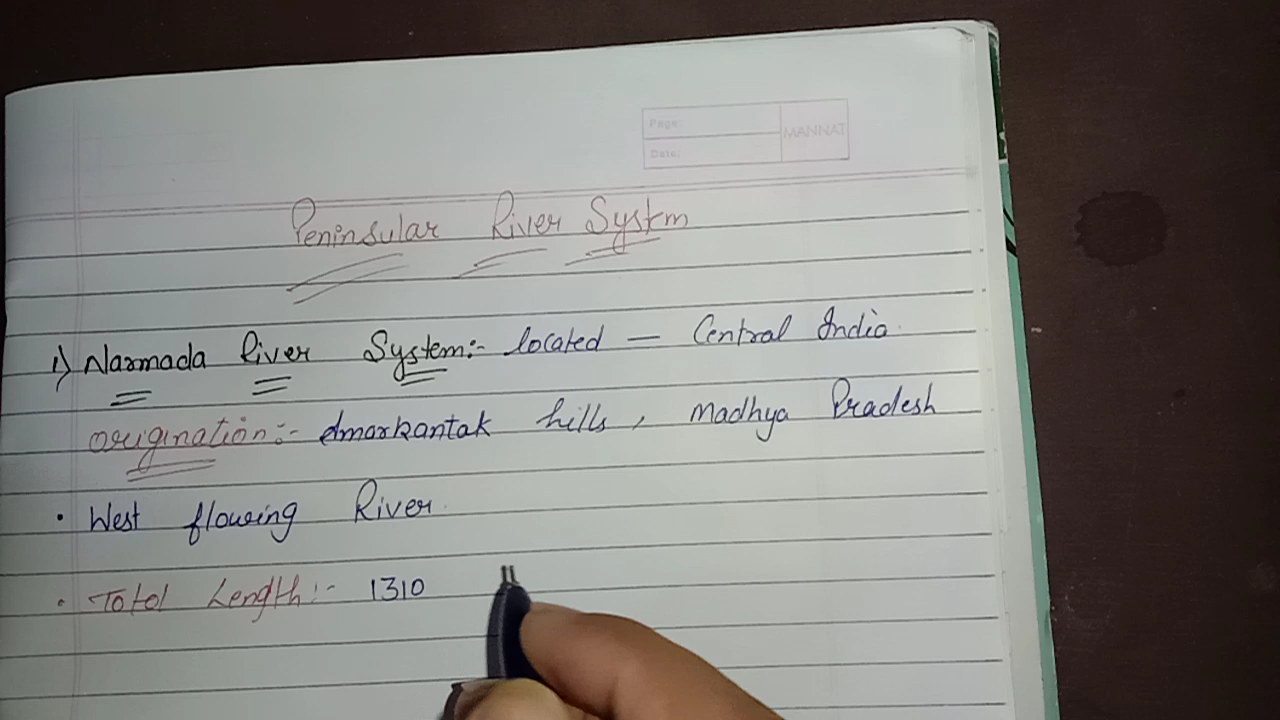 Page:
MANNAT
Date:
Peninsular River System
1) Narmada River System:- located — Central India
origination:- Amarkantak hills, Madhya Pradesh
• West flowing River
• Total Length:- 1310